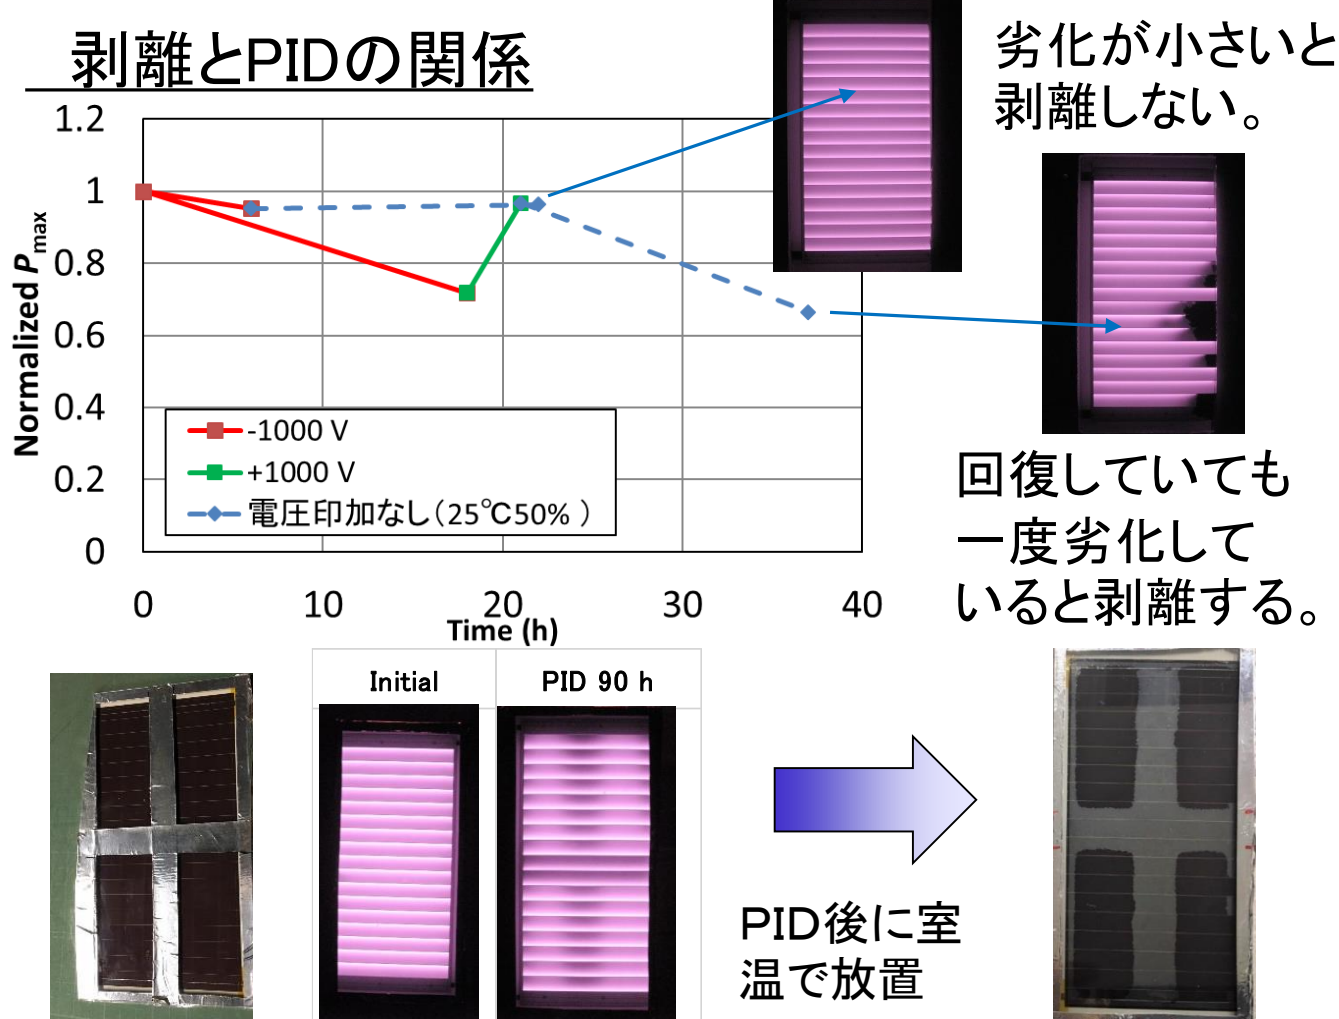 剥離とPIDの関係
劣化が小さいと
剥離しない。
1.2
1
0.8
0.6
0.4
0.2
0
Normalized Pmax
-1000 V
+1000 V
電圧印加なし（25℃50% ）
0 10 20 30 40
Time (h)
回復していても
一度劣化して
いると剥離する。
Initial PID 90 h
PID後に室
温で放置